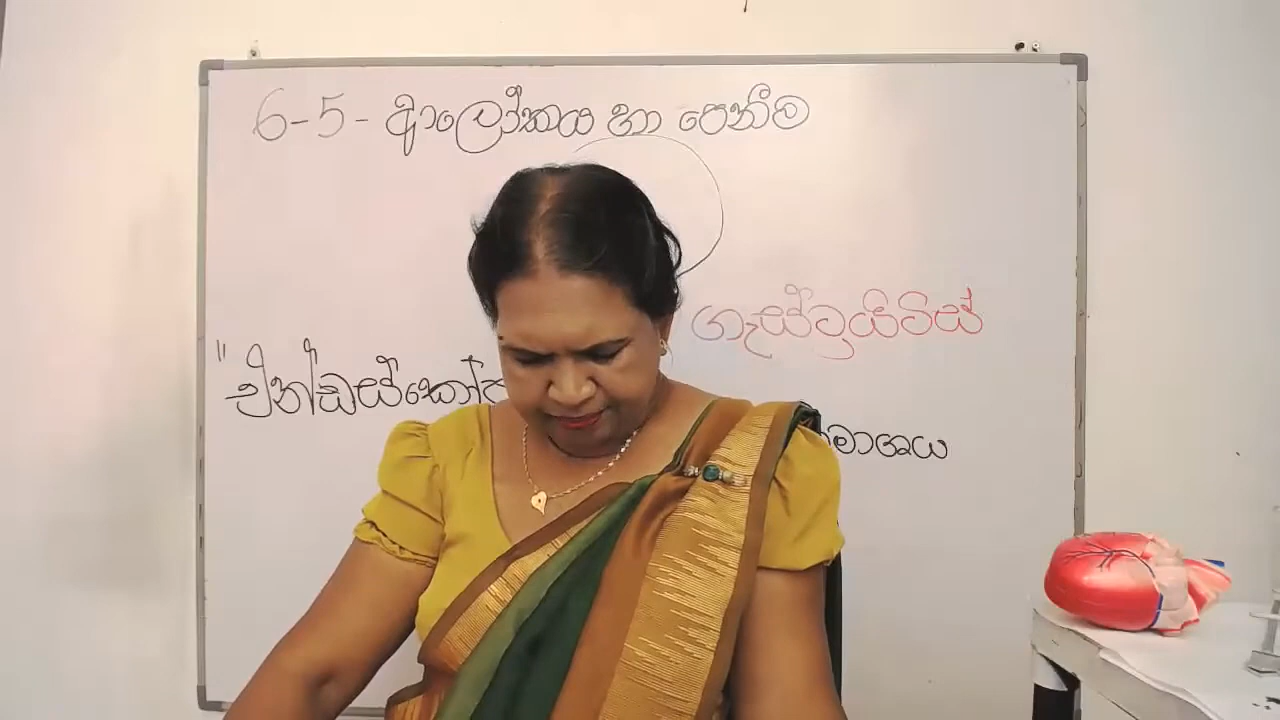 6-5- ආලෝකය හා පෙනීම
ගැස්ට්‍රයිටිස්
"එන්ඩස්කෝප
මාශය